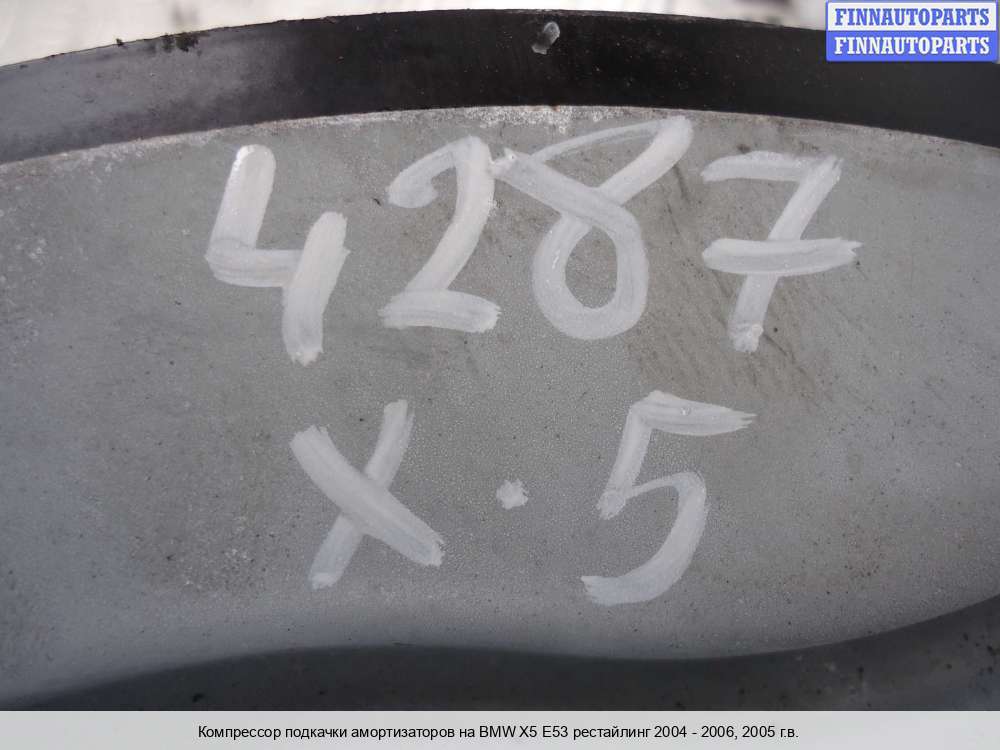 FINNAUTOPARTS
FINNAUTOPARTS
4287
X·5
Компрессор подкачки амортизаторов на BMW X5 E53 рестайлинг 2004 - 2006, 2005 г.в.